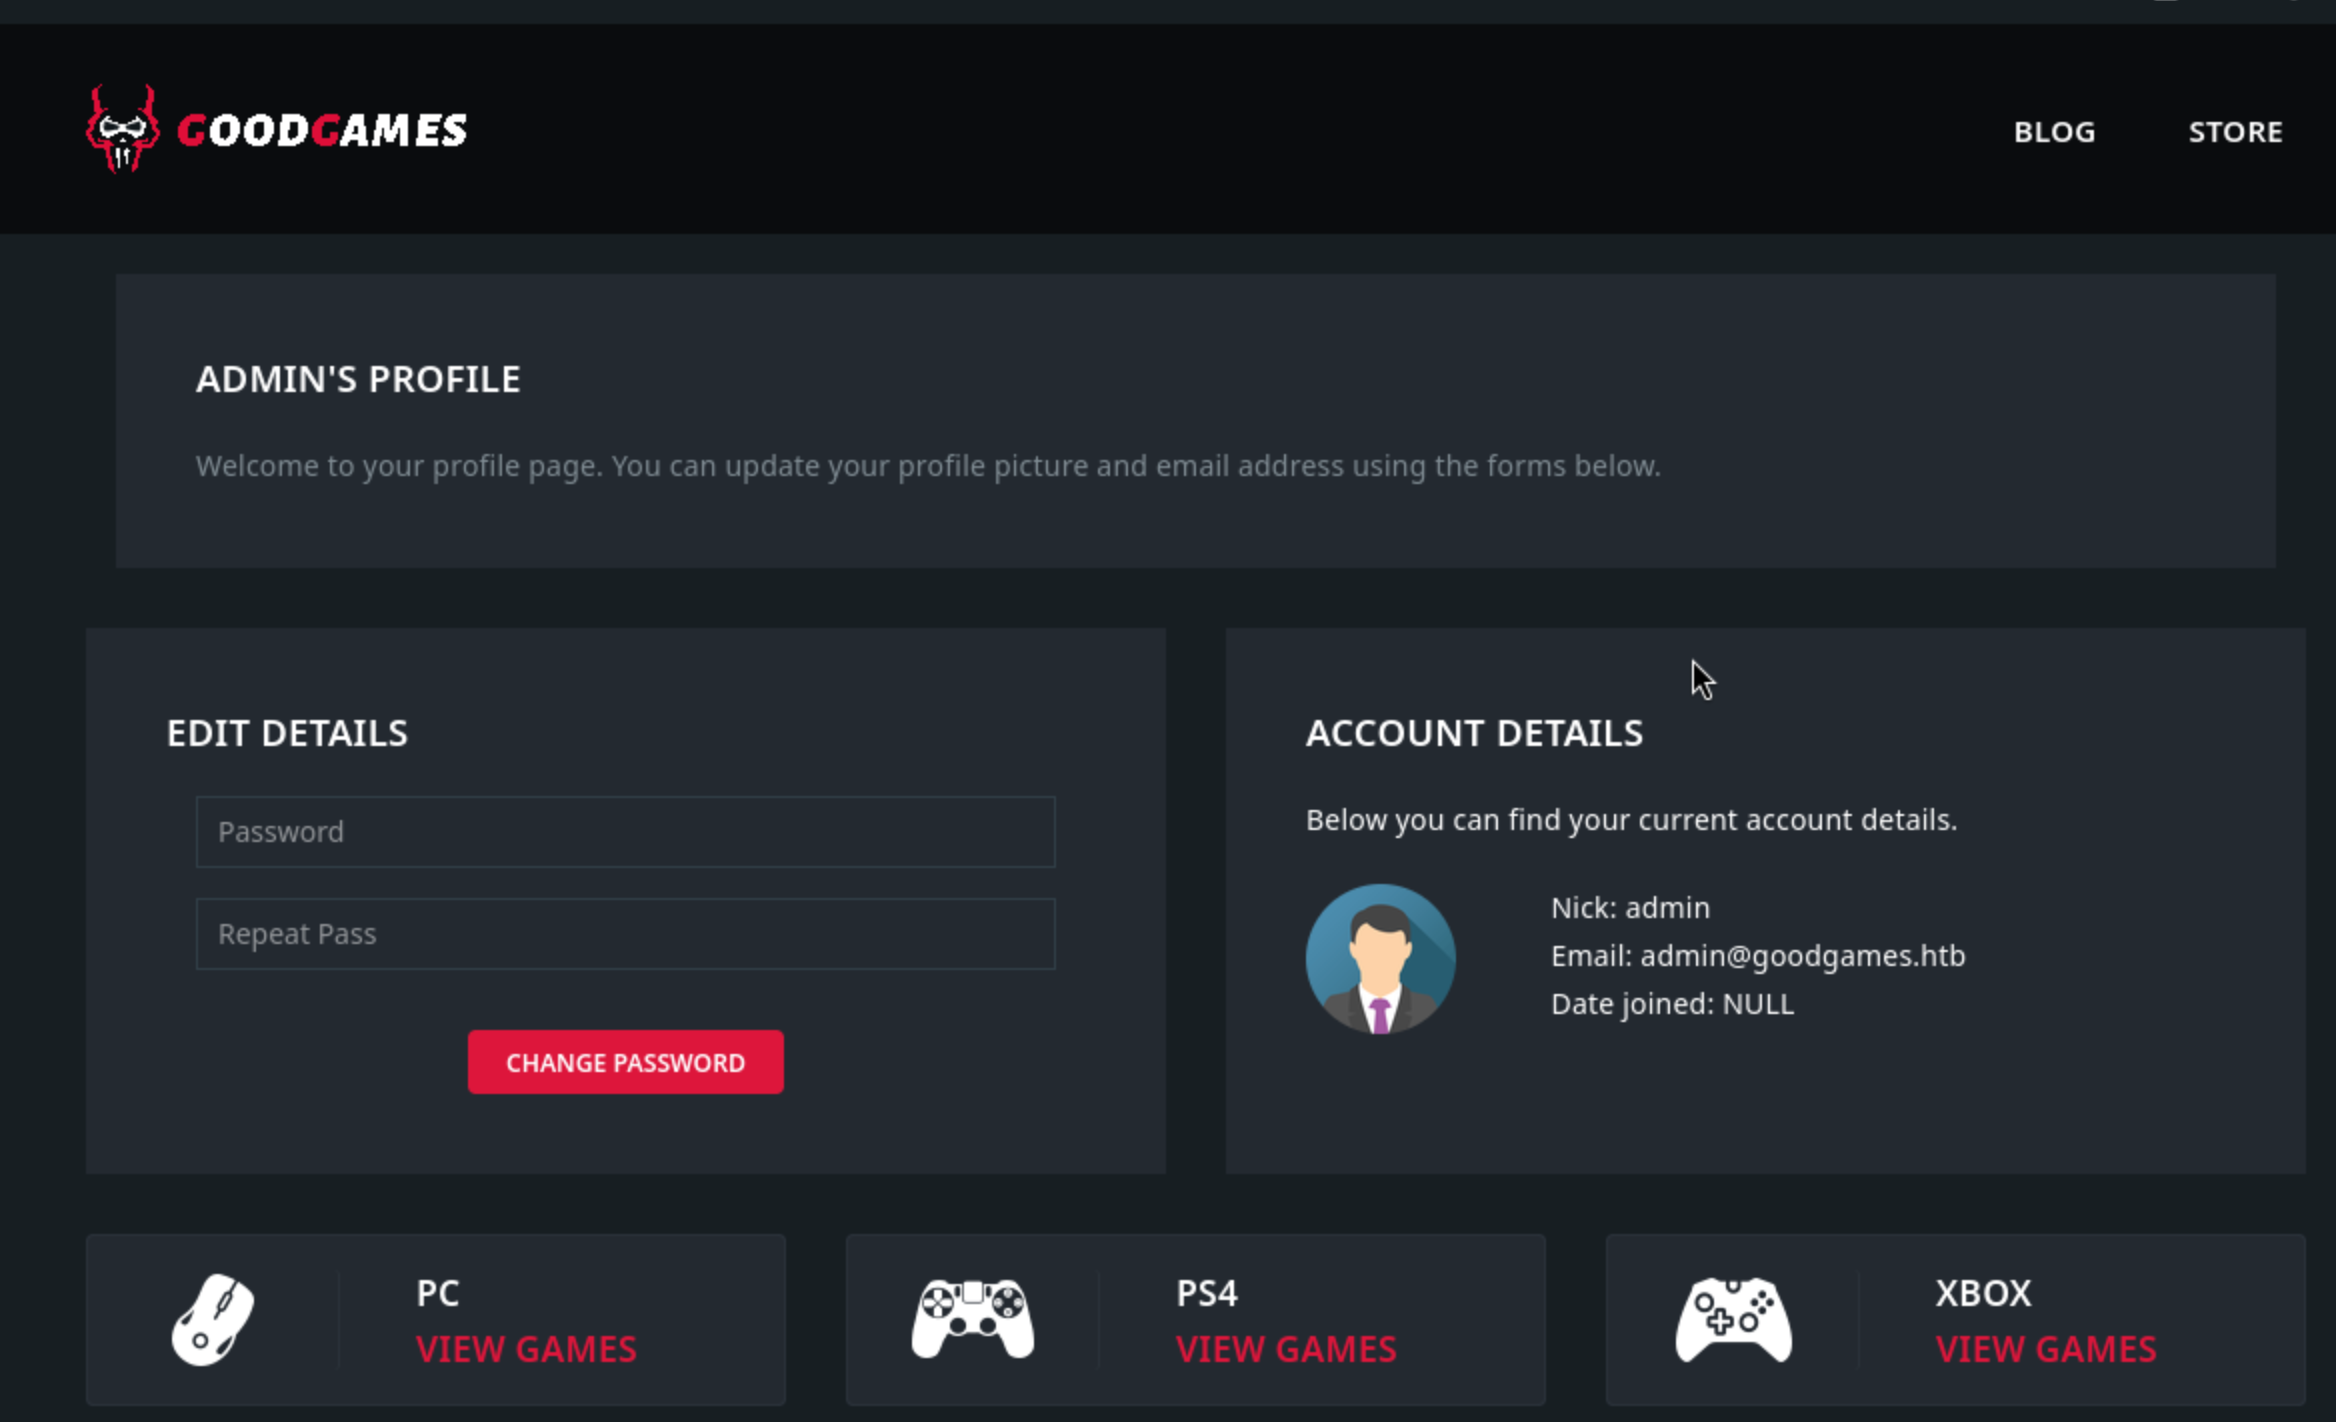 GOODGAMES
BLOG
STORE
ADMIN'S PROFILE
Welcome to your profile page. You can update your profile picture and email address using the forms below.
EDIT DETAILS
Password
Repeat Pass
CHANGE PASSWORD
ACCOUNT DETAILS
Below you can find your current account details.
Nick: admin
Email: admin@goodgames.htb
Date joined: NULL
PC
VIEW GAMES
PS4
VIEW GAMES
XBOX
VIEW GAMES